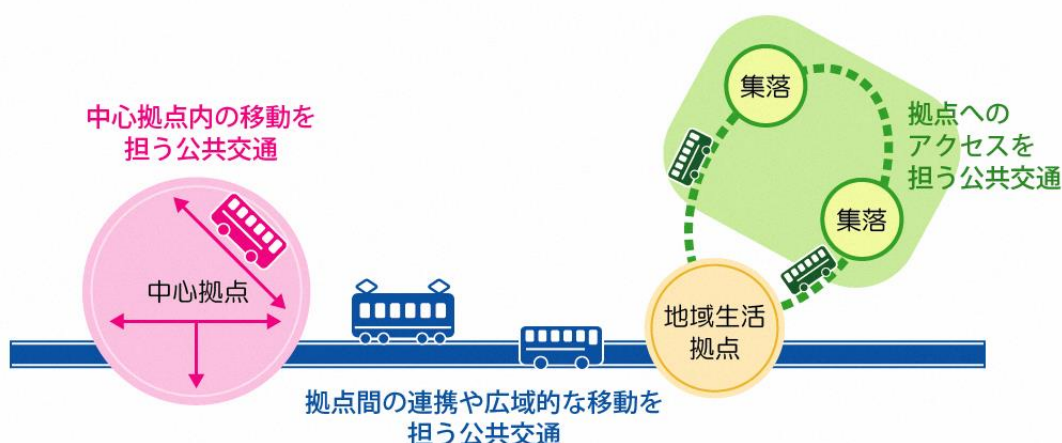 中心拠点内の移動を
担う公共交通
中心拠点
拠点間の連携や広域的な移動を
担う公共交通
地域生活
拠点
集落
集落
拠点への
アクセスを
担う公共交通